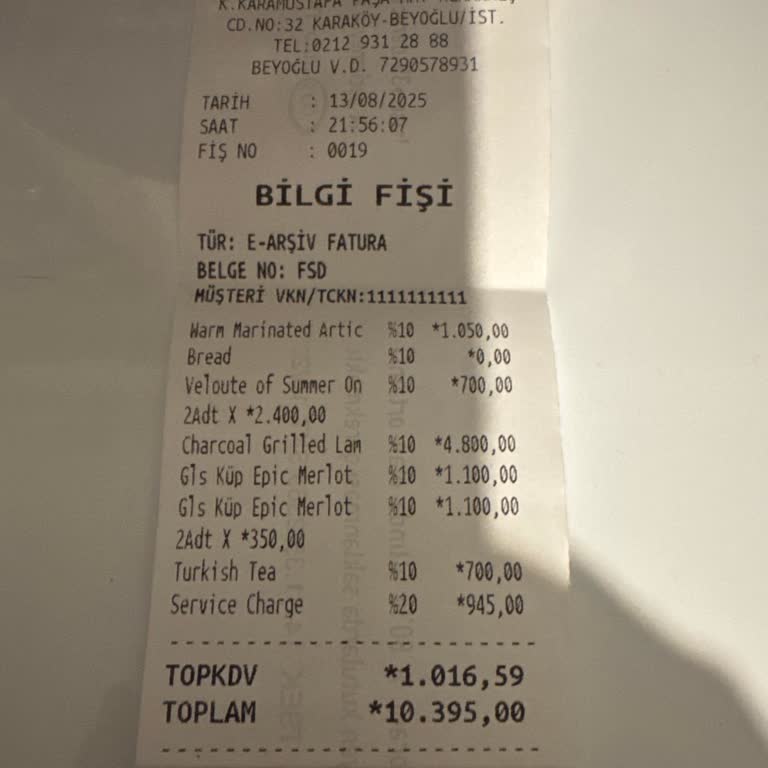 K.KARAMUSTAFA PAŞA
CD.NO:32 KARAKÖY-BEYOĞLU/İST.
TEL:0212 931 28 88
BEYOĞLU V.D. 7290578931
TARİH : 13/08/2025
SAAT : 21:56:07
FİŞ NO : 0019
BİLGİ FİŞİ
TÜR: E-ARŞİV FATURA
BELGE NO: FSD
MÜŞTERİ VKN/TCKN:1111111111
Warm Marinated Artic %10 *1.050,00
Bread %10 *0,00
Veloute of Summer On %10 *700,00
2Adt X *2.400,00
Charcoal Grilled Lam %10 *4.800,00
Gls Küp Epic Merlot %10 *1.100,00
Gls Küp Epic Merlot %10 *1.100,00
2Adt X *350,00
Turkish Tea %10 *700,00
Service Charge %20 *945,00
TOPKDV *1.016,59
TOPLAM *10.395,00